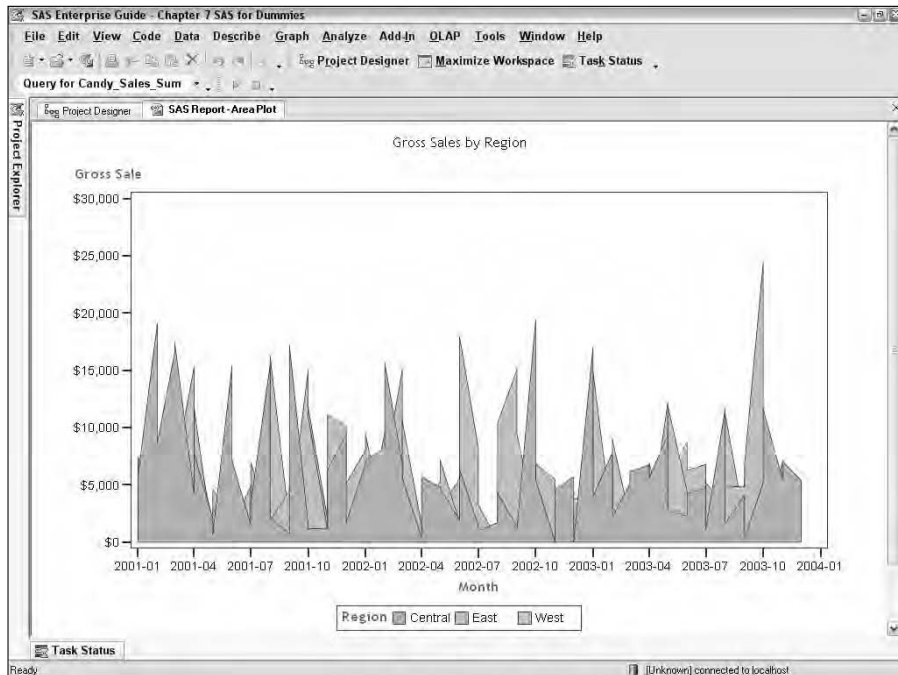 SAS Enterprise Guide - Chapter 7 SAS for Dummies
File Edit View Code Data Describe Graph Analyze Add-In OLAP Tools Window Help
Project Designer Maximize Workspace Task Status
Query for Candy_Sales_Sum
Project Designer SAS Report - Area Plot
Project Explorer
Gross Sales by Region
Gross Sale
$30,000
$25,000
$20,000
$15,000
$10,000
$5,000
$0
2001-01 2001-04 2001-07 2001-10 2002-01 2002-04 2002-07 2002-10 2003-01 2003-04 2003-07 2003-10 2004-01
Month
Region Central East West
Task Status
Ready [Unknown] connected to localhost